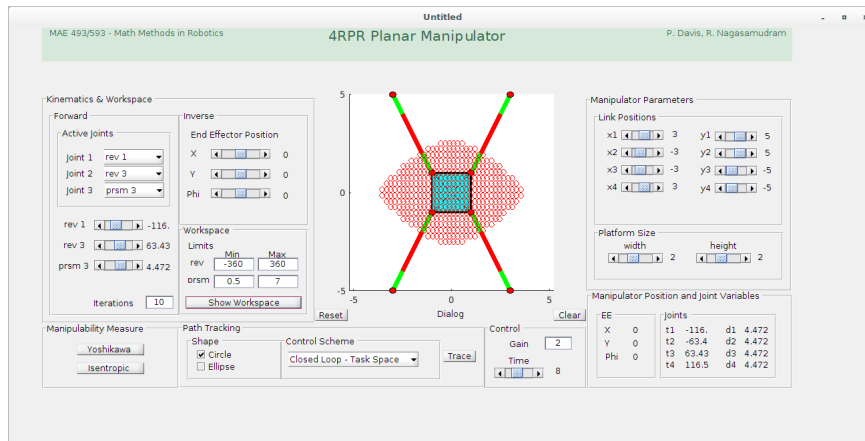 Untitled
MAE 493/593 - Math Methods in Robotics
4RPR Planar Manipulator
P. Davis, R. Nagasamudram
Kinematics & Workspace
Forward
Active Joints
Joint 1 rev 1
Joint 2 rev 3
Joint 3 prsm 3
rev 1 -116.
rev 3 63.43
prsm 3 4.472
Iterations 10
Inverse
End Effector Position
X 0
Y 0
Phi 0
Workspace
Limits
Min Max
rev -360 360
prsm 0.5 7
Show Workspace
5
0
-5
-5 0 5
Reset
Dialog
Clear
Manipulator Parameters
Link Positions
x1 3 y1 5
x2 -3 y2 5
x3 -3 y3 -5
x4 3 y4 -5
Platform Size
width height
2 2
Manipulator Position and Joint Variables
EE
X 0
Y 0
Phi 0
Joints
t1 -116. d1 4.472
t2 -63.4 d2 4.472
t3 63.43 d3 4.472
t4 116.5 d4 4.472
Manipulability Measure
Yoshikawa
Isentropic
Path Tracking
Shape
Circle
Ellipse
Control Scheme
Closed Loop - Task Space
Trace
Control
Gain 2
Time
8